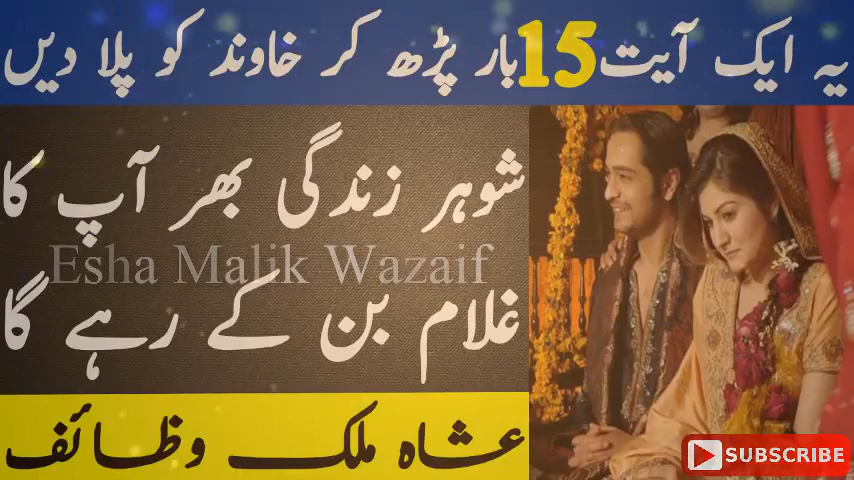 یہ ایک آیت 15 بار پڑھ کر خاوند کو پلا دیں
شوہر زندگی بھر آپ کا
Esha Malik Wazaif
غلام بن کے رہے گا
عشاہ ملک وظائف
SUBSCRIBE